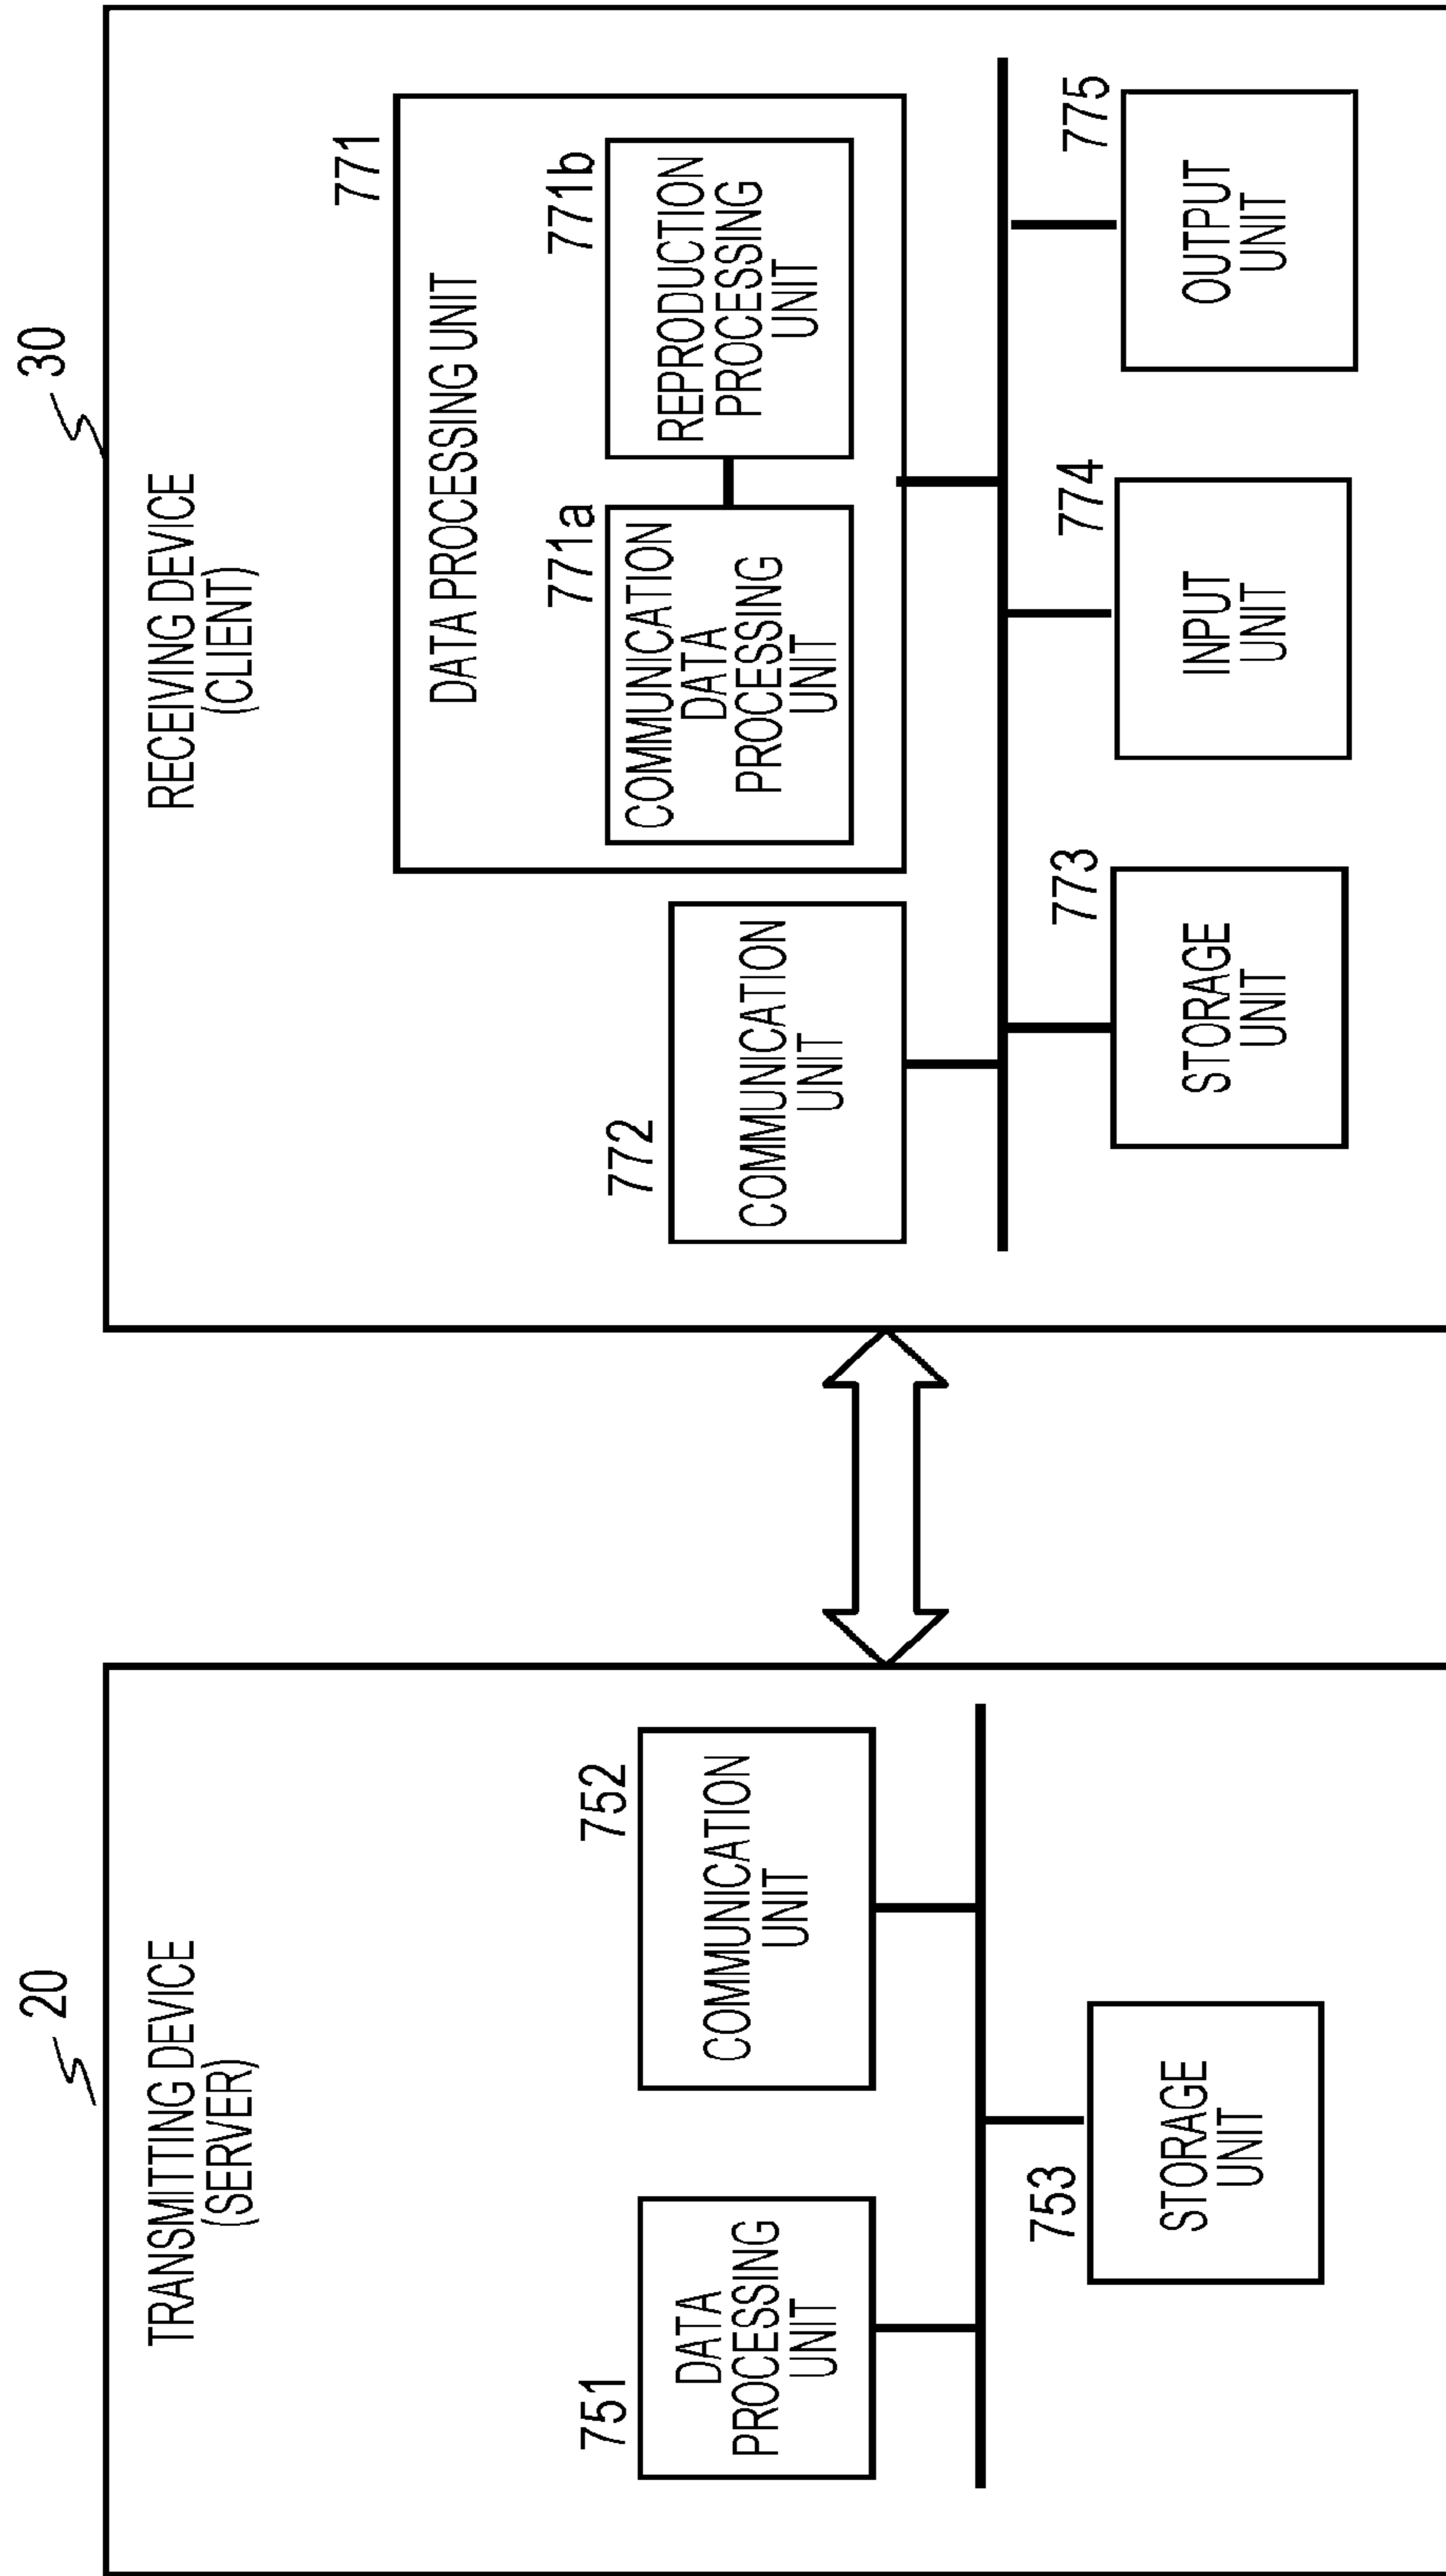 20
TRANSMITTING DEVICE
(SERVER)
751
DATA
PROCESSING
UNIT
752
COMMUNICATION
UNIT
753
STORAGE
UNIT
30
RECEIVING DEVICE
(CLIENT)
771
DATA PROCESSING UNIT
771a
COMMUNICATION
DATA
PROCESSING
UNIT
771b
REPRODUCTION
PROCESSING
UNIT
772
COMMUNICATION
UNIT
773
STORAGE
UNIT
774
INPUT
UNIT
775
OUTPUT
UNIT